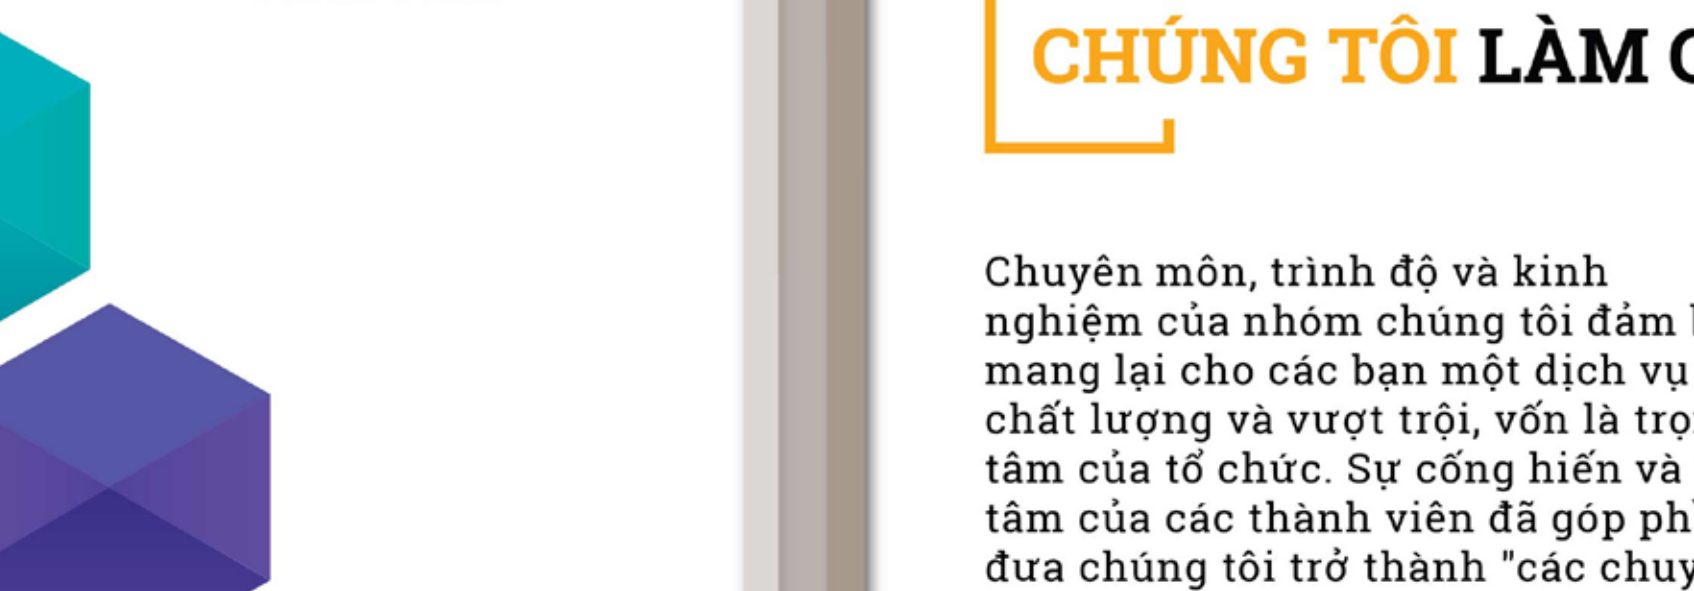 CHÚNG TÔI LÀM
Chuyên môn, trình độ và kinh
nghiệm của nhóm chúng tôi đảm
mang lại cho các bạn một dịch vụ
chất lượng và vượt trội, vốn là
tâm của tổ chức. Sự cống hiến và
tâm của các thành viên đã góp
đưa chúng tôi trở thành "các